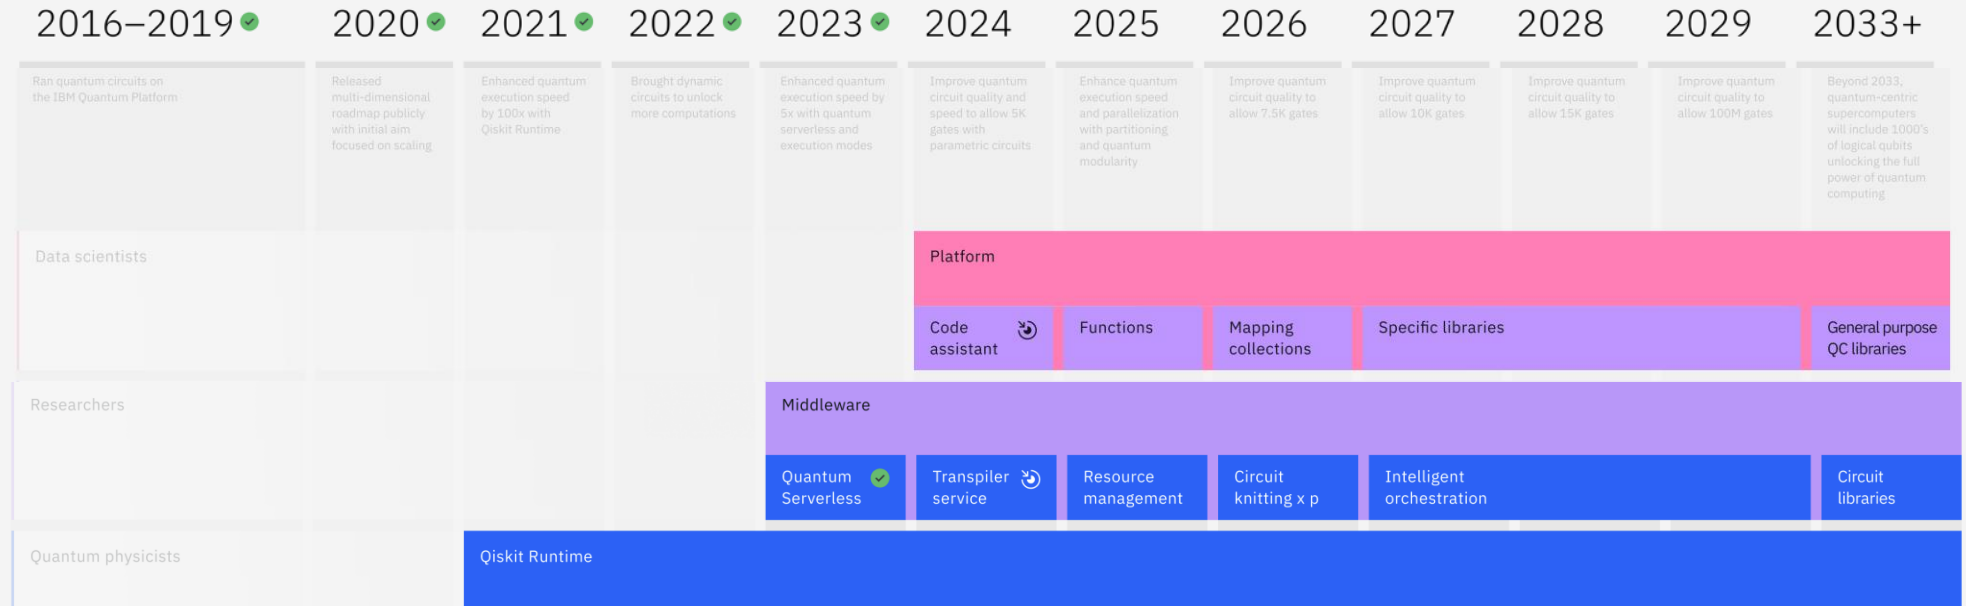 2016–2019
2020
2021
2022
2023
2024
2025
2026
2027
2028
2029
2033+
Ran quantum circuits on
the IBM Quantum Platform
Released
multi-dimensional
roadmap publicly
with initial aim
focused on scaling
Enhanced quantum
execution speed
by 100x with
Qiskit Runtime
Brought dynamic
circuits to unlock
more computations
Enhanced quantum
execution speed by
5x with quantum
serverless and
execution modes
Improve quantum
circuit quality and
speed to allow 5K
gates with
parametric circuits
Enhance quantum
execution speed
and parallelization
with partitioning
and quantum
modularity
Improve quantum
circuit quality to
allow 7.5K gates
Improve quantum
circuit quality to
allow 10K gates
Improve quantum
circuit quality to
allow 15K gates
Improve quantum
circuit quality to
allow 100M gates
Beyond 2033,
quantum-centric
supercomputers
will include 1000's
of logical qubits
unlocking the full
power of quantum
computing
Data scientists
Platform
Code
assistant
Functions
Mapping
collections
Specific libraries
General purpose
QC libraries
Researchers
Middleware
Quantum
Serverless
Transpiler
service
Resource
management
Circuit
knitting x p
Intelligent
orchestration
Circuit
libraries
Quantum physicists
Qiskit Runtime